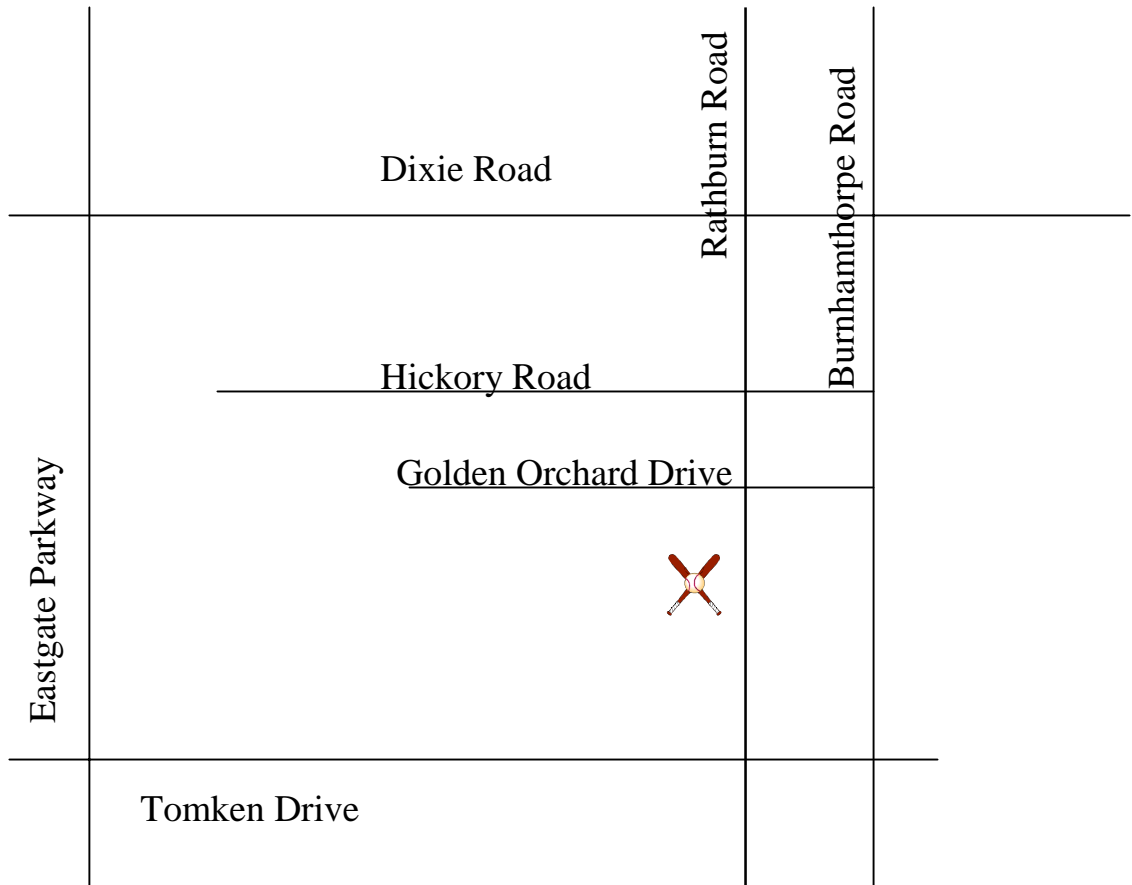 Rathburn Road
Burnhamthorpe Road
Dixie Road
Hickory Road
Golden Orchard Drive
Eastgate Parkway
Tomken Drive